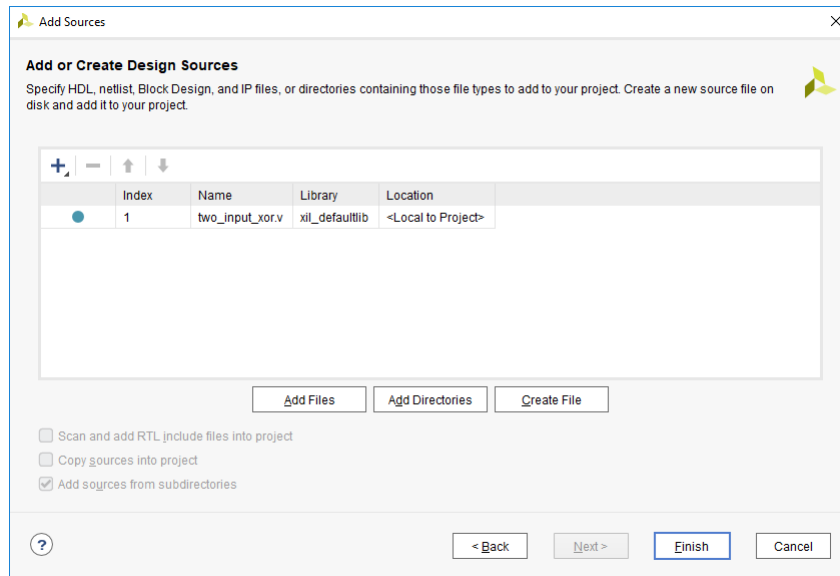 Add Sources
Add or Create Design Sources
Specify HDL, netlist, Block Design, and IP files, or directories containing those file types to add to your project. Create a new source file on
disk and add it to your project.
Index Name Library Location
1 two_input_xor.v xil_defaultlib <Local to Project>
Add Files Add Directories Create File
Scan and add RTL include files into project
Copy sources into project
Add sources from subdirectories
? < Back Next > Finish Cancel